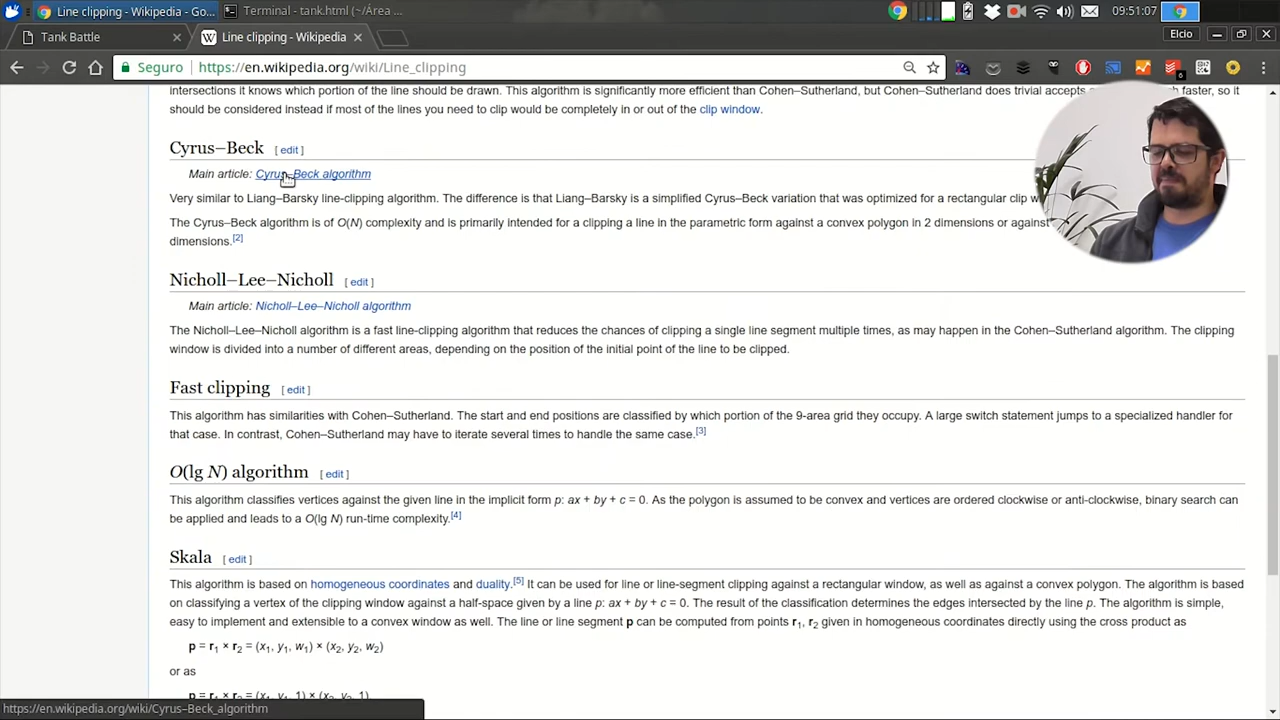 Line clipping - Wikipedia - Go...
Terminal - tank.html (~/Área ...
09:51:07
Tank Battle
Line clipping - Wikipedia
Elcio
Seguro
https://en.wikipedia.org/wiki/Line_clipping
6
intersections it knows which portion of the line should be drawn. This algorithm is significantly more efficient than Cohen–Sutherland, but Cohen–Sutherland does trivial accepts faster, so it
should be considered instead if most of the lines you need to clip would be completely in or out of the clip window.
Cyrus–Beck [ edit ]
Main article: Cyrus–Beck algorithm
Very similar to Liang–Barsky line-clipping algorithm. The difference is that Liang–Barsky is a simplified Cyrus–Beck variation that was optimized for a rectangular clip
The Cyrus–Beck algorithm is of O(N) complexity and is primarily intended for a clipping a line in the parametric form against a convex polygon in 2 dimensions or against
dimensions.[2]
Nicholl–Lee–Nicholl [ edit ]
Main article: Nicholl–Lee–Nicholl algorithm
The Nicholl–Lee–Nicholl algorithm is a fast line-clipping algorithm that reduces the chances of clipping a single line segment multiple times, as may happen in the Cohen–Sutherland algorithm. The clipping
window is divided into a number of different areas, depending on the position of the initial point of the line to be clipped.
Fast clipping [ edit ]
This algorithm has similarities with Cohen–Sutherland. The start and end positions are classified by which portion of the 9-area grid they occupy. A large switch statement jumps to a specialized handler for
that case. In contrast, Cohen–Sutherland may have to iterate several times to handle the same case.[3]
O(lg N) algorithm [ edit ]
This algorithm classifies vertices against the given line in the implicit form p: ax + by + c = 0. As the polygon is assumed to be convex and vertices are ordered clockwise or anti-clockwise, binary search can
be applied and leads to a O(lg N) run-time complexity.[4]
Skala [ edit ]
This algorithm is based on homogeneous coordinates and duality.[5] It can be used for line or line-segment clipping against a rectangular window, as well as against a convex polygon. The algorithm is based
on classifying a vertex of the clipping window against a half-space given by a line p: ax + by + c = 0. The result of the classification determines the edges intersected by the line p. The algorithm is simple,
easy to implement and extensible to a convex window as well. The line or line segment p can be computed from points r1, r2 given in homogeneous coordinates directly using the cross product as
p = r1 × r2 = (x1, y1, w1) × (x2, y2, w2)
or as
p = r1 × r2 = (x1, y1, 1) × (x2, y2, 1)
https://en.wikipedia.org/wiki/Cyrus–Beck_algorithm